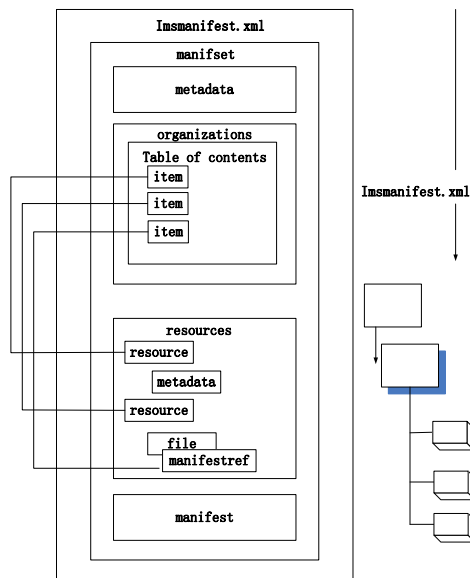 Imsmanifest.xml
manifset
metadata
organizations
Table of contents
item
item
item
resources
resource
metadata
resource
file
manifestref
manifest
Imsmanifest.xml